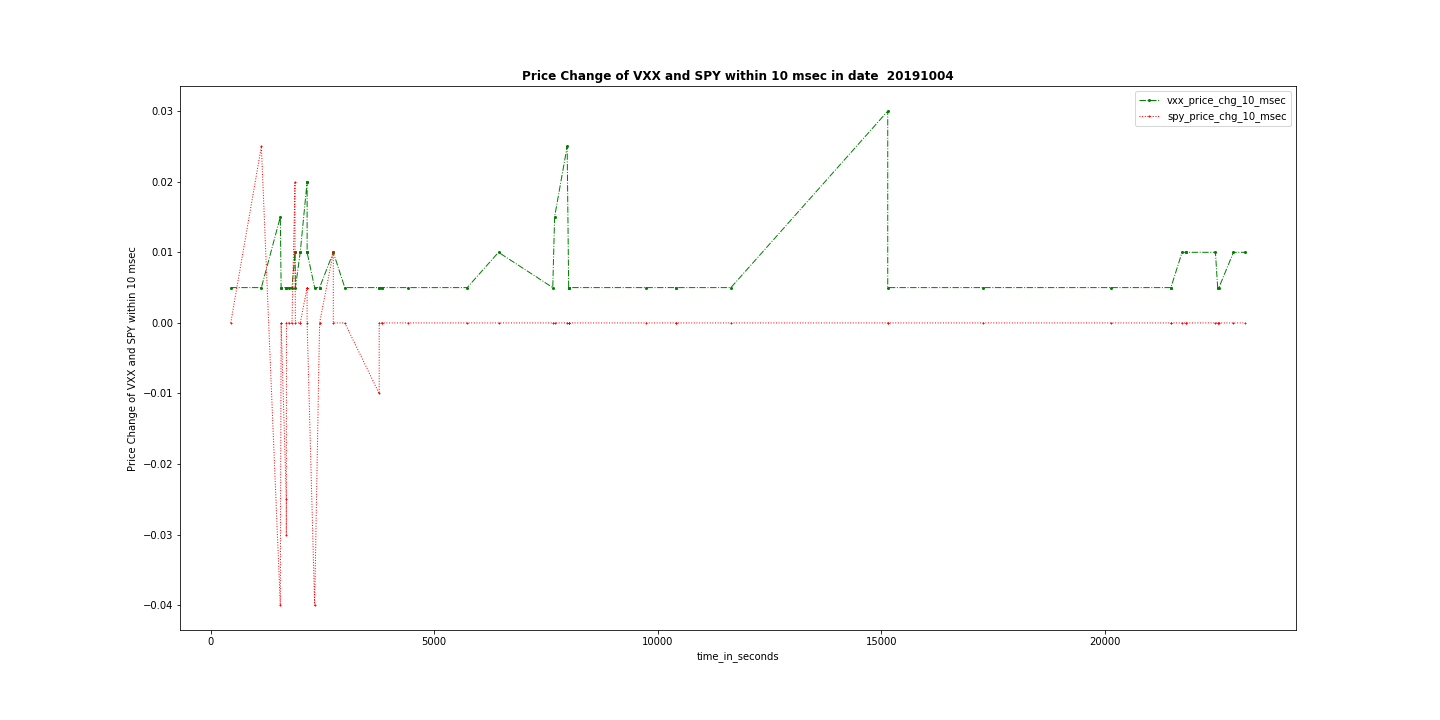 Price Change of VXX and SPY within 10 msec in date  20191004
vxx_price_chg_10_msec
spy_price_chg_10_msec
Price Change of VXX and SPY within 10 msec
0.03
0.02
0.01
0.00
−0.01
−0.02
−0.03
−0.04
0
5000
10000
15000
20000
time_in_seconds